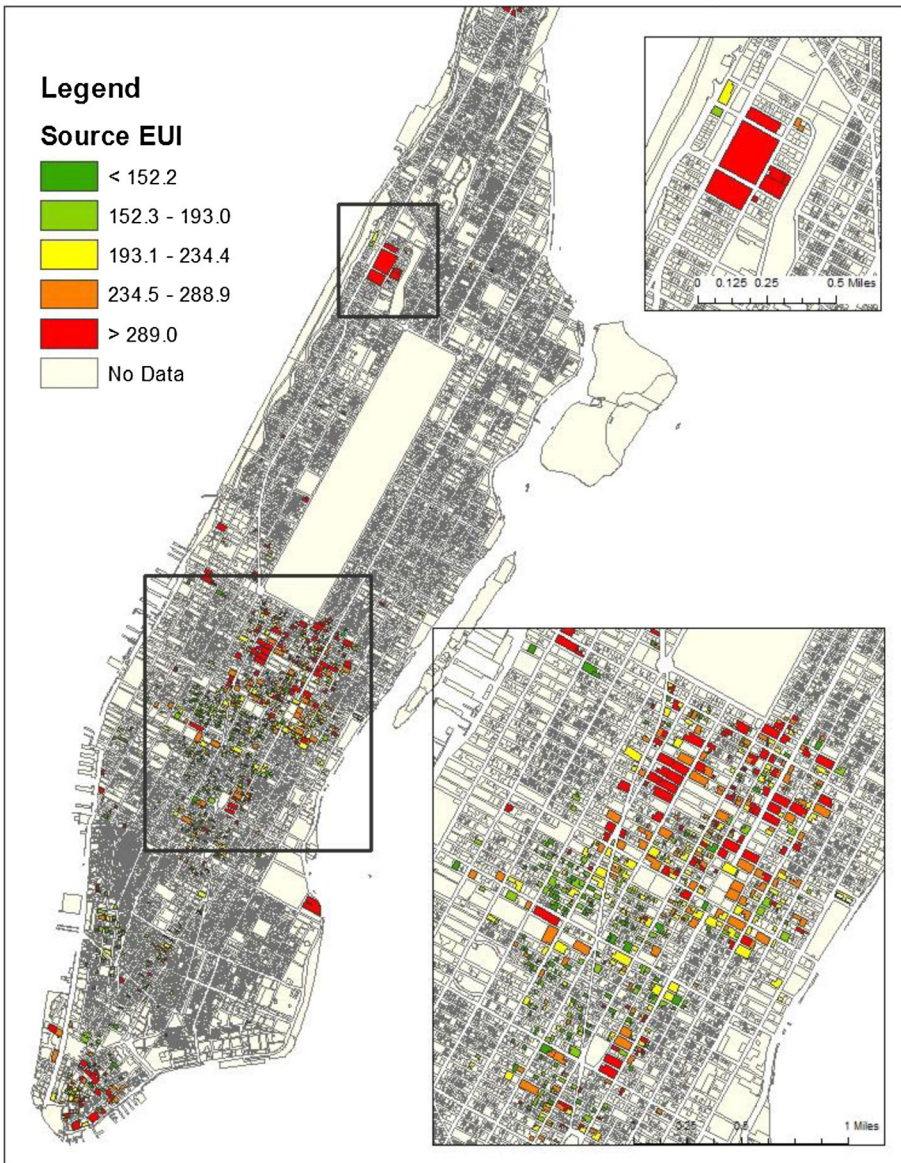 Legend
Source EUI
< 152.2
152.3 - 193.0
193.1 - 234.4
234.5 - 288.9
> 289.0
No Data
0 0.125 0.25 0.5 Miles
0 0.25 0.5 1 Miles